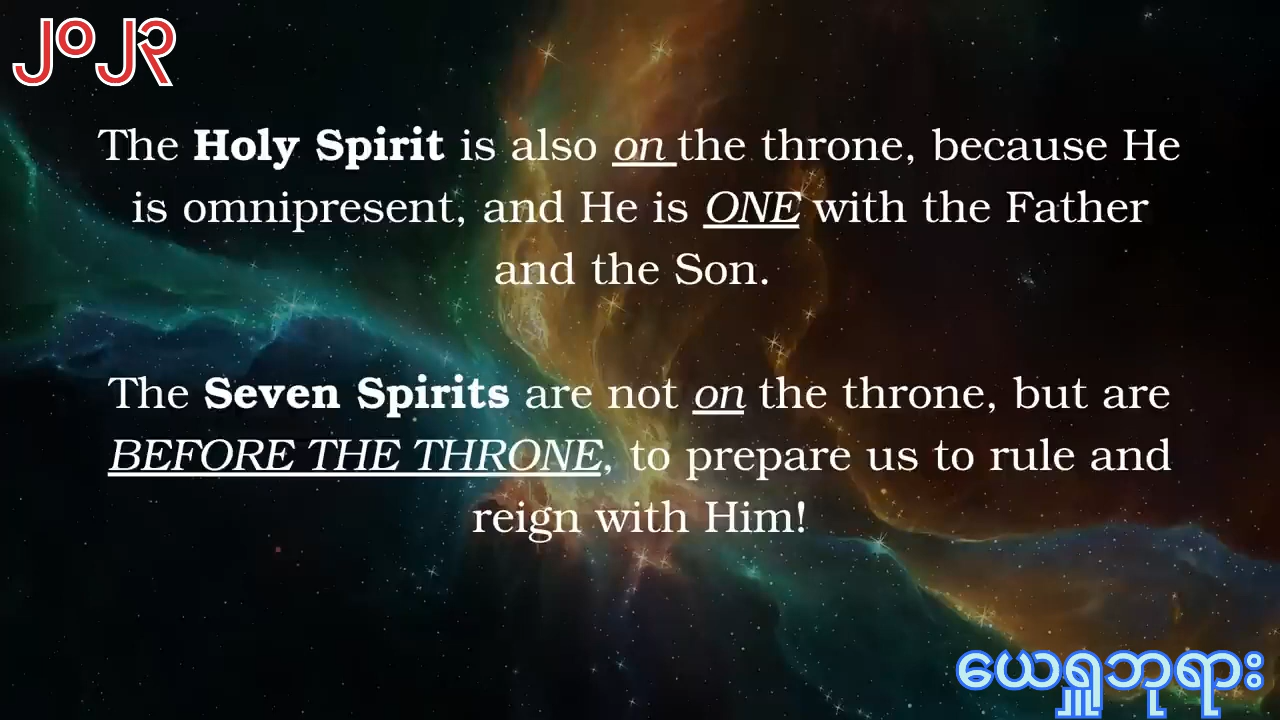 JoJR
The Holy Spirit is also on the throne, because He
is omnipresent, and He is ONE with the Father
and the Son.
The Seven Spirits are not on the throne, but are
BEFORE THE THRONE, to prepare us to rule and
reign with Him!
ယေရှုဘုရား